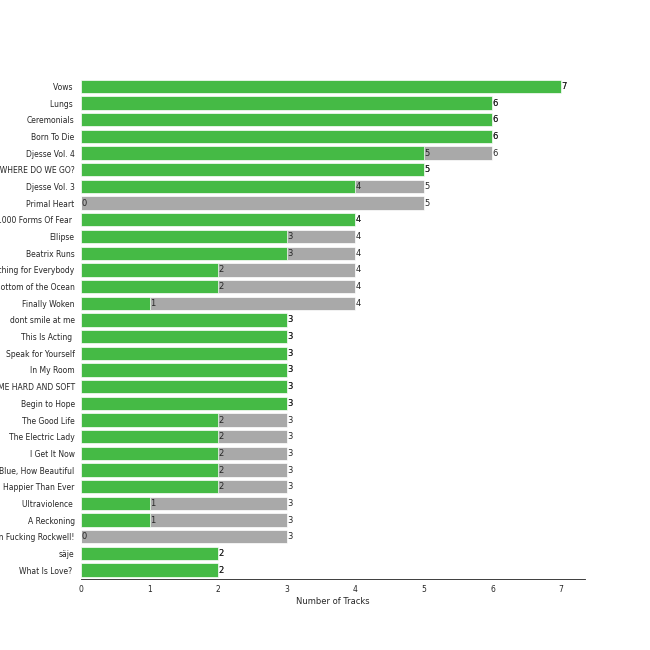 Vows 7
Lungs 6
Ceremonials 6
Born To Die 6
Djesse Vol. 4 5 6
WHERE DO WE GO? 5
Djesse Vol. 3 4 5
Primal Heart 0 5
000 Forms Of Fear 4
Ellipse 3 4
Beatrix Runs 3 4
thing for Everybody 2 4
ottom of the Ocean 2 4
Finally Woken 1 4
dont smile at me 3
This Is Acting 3
Speak for Yourself 3
In My Room 3
ME HARD AND SOFT 3
Begin to Hope 3
The Good Life 2 3
The Electric Lady 2 3
I Get It Now 2 3
Blue, How Beautiful 2 3
Happier Than Ever 2 3
Ultraviolence 1 3
A Reckoning 1 3
n Fucking Rockwell! 0 3
säje 2
What Is Love? 2
0 1 2 3 4 5 6 7
Number of Tracks